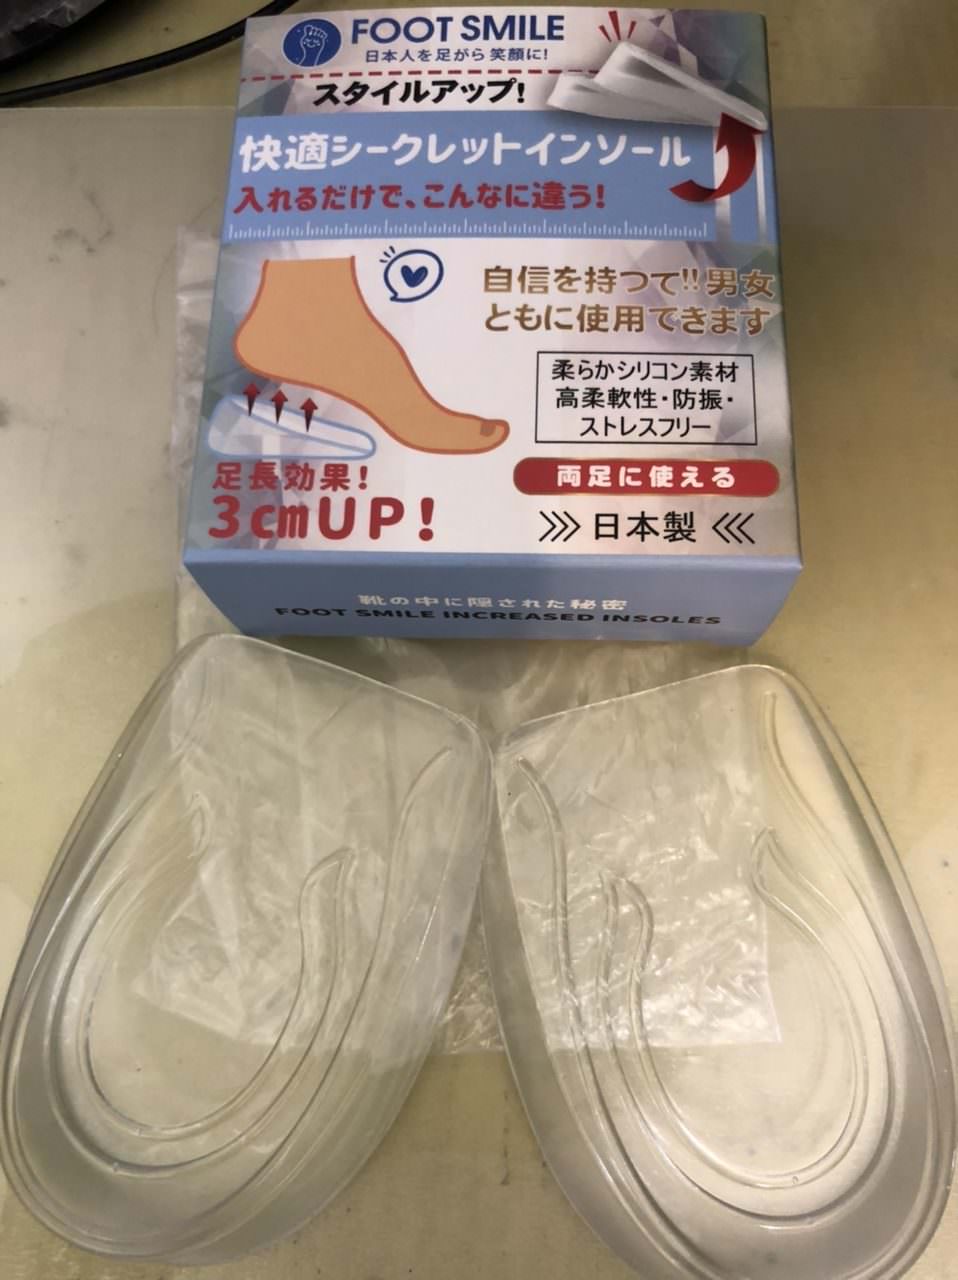 FOOT SMILE
日本人を足がら笑顔に!
スタイルアップ!
快適シークレットインソール
入れるだけで、こんなに違う!
自信を持つて!!男女
ともに使用できます
柔らかシリコン素材
高柔軟性・防振・
ストレスフリー
足長効果!
3cmUP!
両足に使える
日本製
靴の中に隠された秘密
FOOT SMILE INCREASED INSOLES